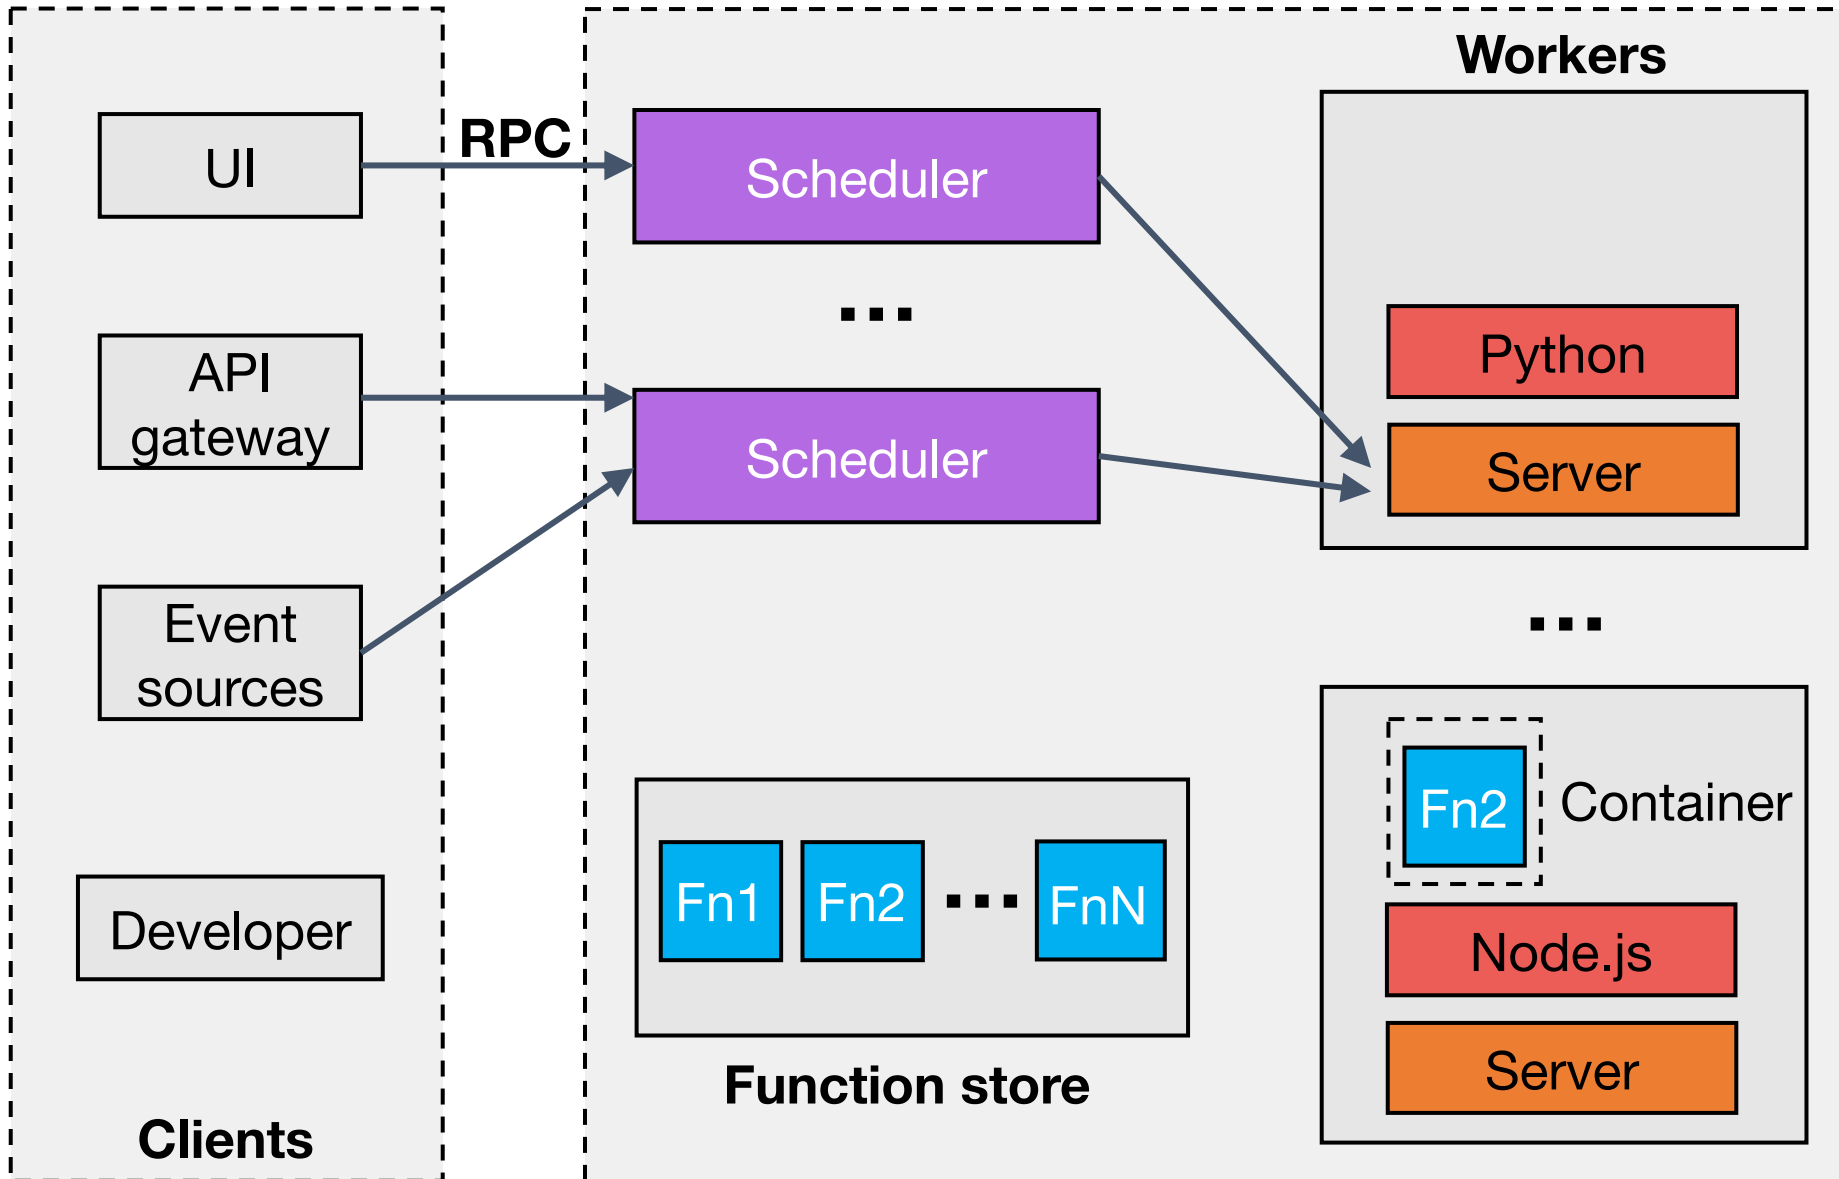 Workers
UI
RPC
Scheduler
...
Python
API
gateway
Scheduler
Server
Event
sources
...
Fn2
Container
Fn1
Fn2
...
FnN
Developer
Node.js
Server
Function store
Clients